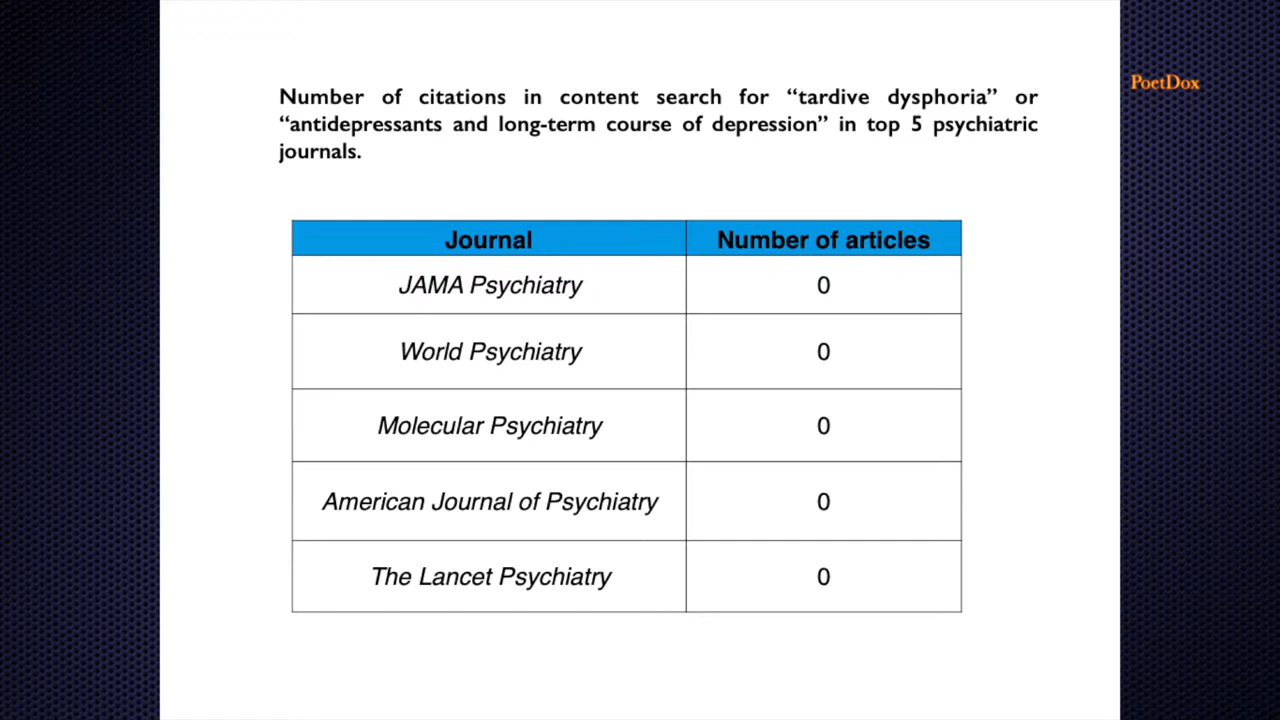 PoetDox
Number of citations in content search for “tardive dysphoria” or
“antidepressants and long-term course of depression” in top 5 psychiatric
journals.
Journal Number of articles
JAMA Psychiatry 0
World Psychiatry 0
Molecular Psychiatry 0
American Journal of Psychiatry 0
The Lancet Psychiatry 0